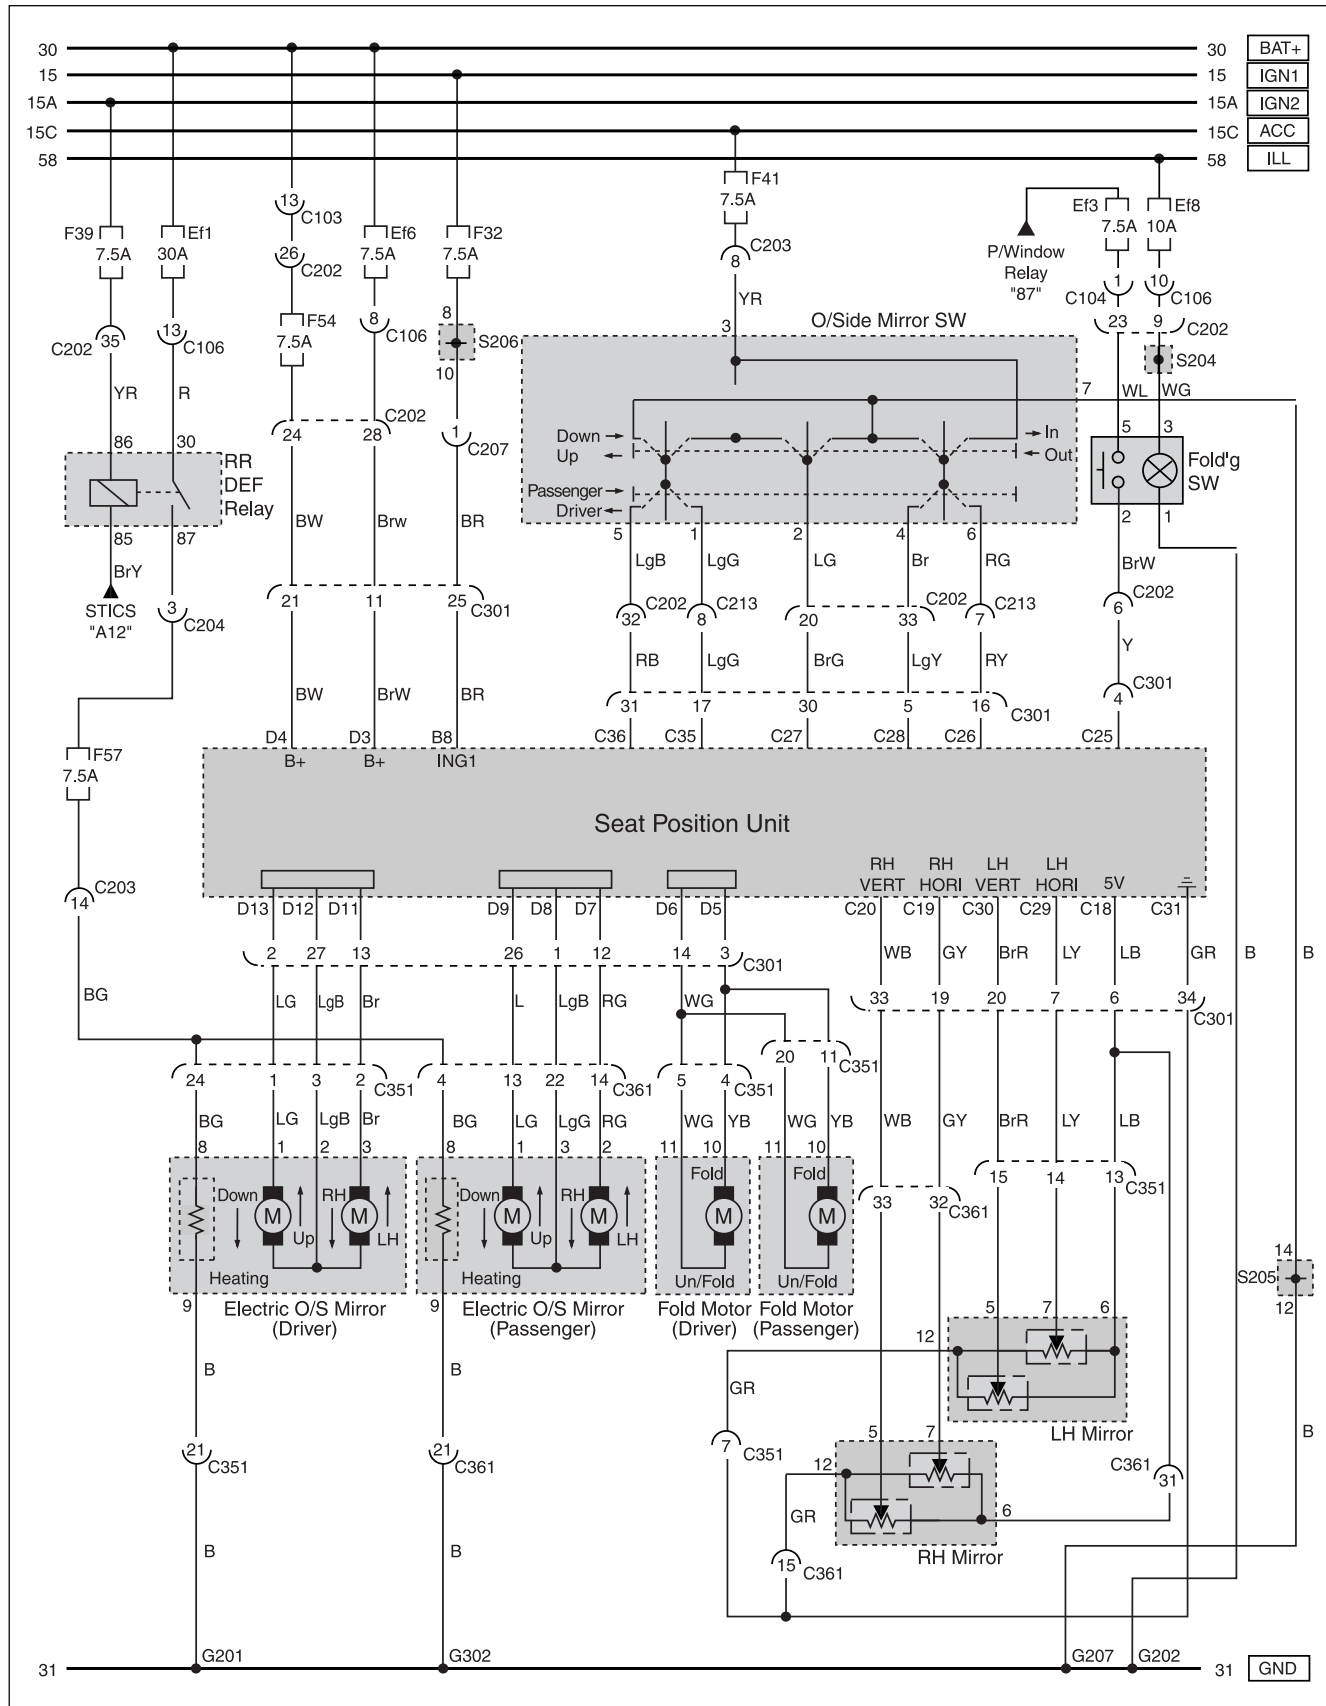 30 30 BAT+
15 15 IGN1
15A 15A IGN2
15C 15C ACC
58 58 ILL
F41
7.5A
13
C103
Ef3 Ef8
7.5A 10A
F39 Ef1 Ef6 F32
7.5A 30A 26 7.5A 7.5A
C202
C203
8
P/Window
Relay
"87"
1 10
C104 C106
YR
3 O/Side Mirror SW
23 9 C202
F54 8 8
7.5A C106 S206
13
C202 35 C106
10
S204
7 WL WG
YR R
C202
24 28 1
C207
5 3
Down In
Up Out
Fold'g
SW
86 30
RR
DEF
Relay
Passenger
Driver
BW Brw BR
2 1
5 1 2 4 6
85 87
BrY
LgB LgG LG Br RG
BrW
STICS
"A12"
3
C204
21 11 25 C301
C202 C213 C202 C213
32 8 20 33 7
C202
6
Y
RB LgG BrG LgY RY
BW BrW BR
C301
4
31 17 30 5 16 C301
D4 D3 B8 C36 C35 C27 C28 C26 C25
B+ B+ ING1
F57
7.5A
Seat Position Unit
RH RH LH LH
VERT HORI VERT HORI 5V
C203
14
D13 D12 D11 D9 D8 D7 D6 D5 C20 C19 C30 C29 C18 C31
2 27 13 26 1 12 14 3 C301
WB GY BrR LY LB GR B B
BG
LG LgB Br L LgB RG WG
33 19 20 7 6 34
C301
20 11 C351
24 1 3 2 C351 4 13 22 14 C361 5 4 C351
BG LG LgB Br BG LG LgG RG WG YB WG YB
WB GY BrR LY LB
8 1 2 3 8 1 3 2 11 10 11 10
15 14 13 C351
Fold Fold
Down RH Down RH
33 32 C361
M M M M M M
Up LH Up LH
14
S205
12
Heating Heating Un/Fold Un/Fold
9 Electric O/S Mirror
(Driver)
9 Electric O/S Mirror
(Passenger)
Fold Motor
(Driver)
Fold Motor
(Passenger)
5 7 6
12
B B
GR
LH Mirror
B
21 C351 21 C361
7 C351
5 7
12
C361
31
GR
6
RH Mirror
15 C361
B B
31 G201 G302 G207 G202 31 GND